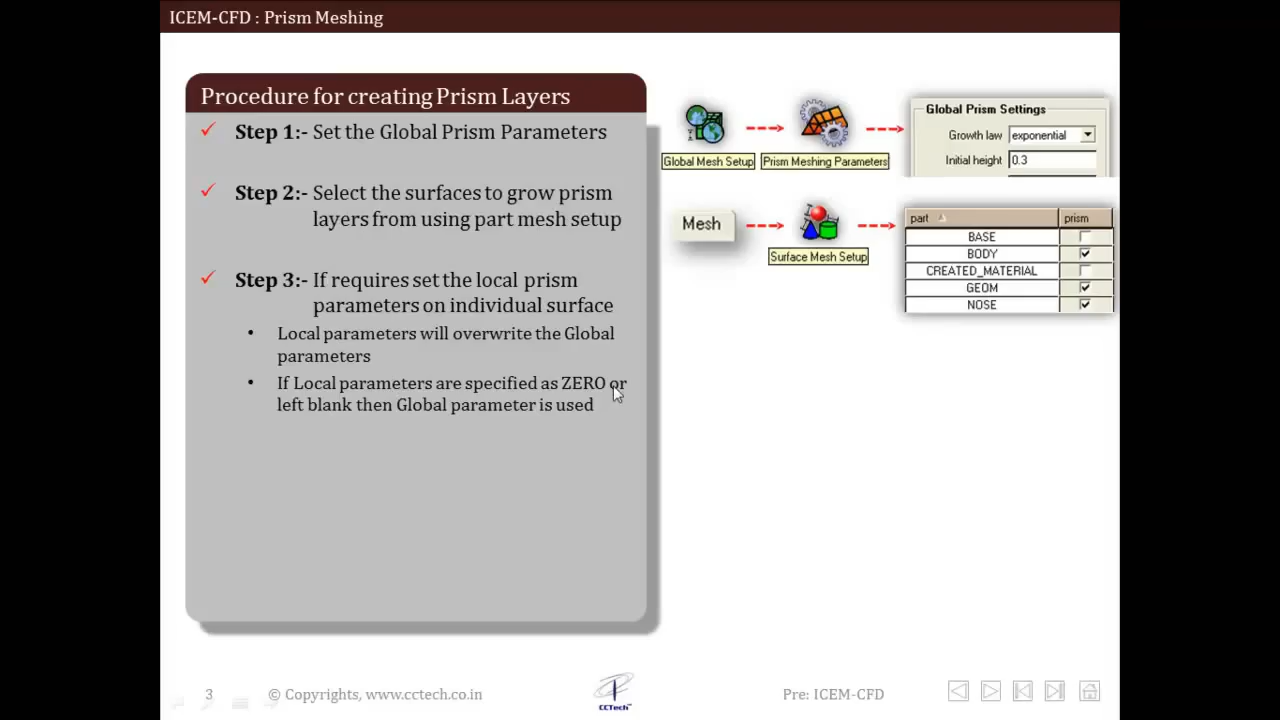 ICEM-CFD : Prism Meshing
Procedure for creating Prism Layers
Step 1:- Set the Global Prism Parameters
Step 2:- Select the surfaces to grow prism
layers from using part mesh setup
Step 3:- If requires set the local prism
parameters on individual surface
• Local parameters will overwrite the Global
parameters
• If Local parameters are specified as ZERO or
left blank then Global parameter is used
Global Mesh Setup
Prism Meshing Parameters
Global Prism Settings
Growth law exponential
Initial height 0.3
Mesh
Surface Mesh Setup
part prism
BASE
BODY
CREATED_MATERIAL
GEOM
NOSE
3
© Copyrights, www.cctech.co.in
CCTech
Pre: ICEM-CFD